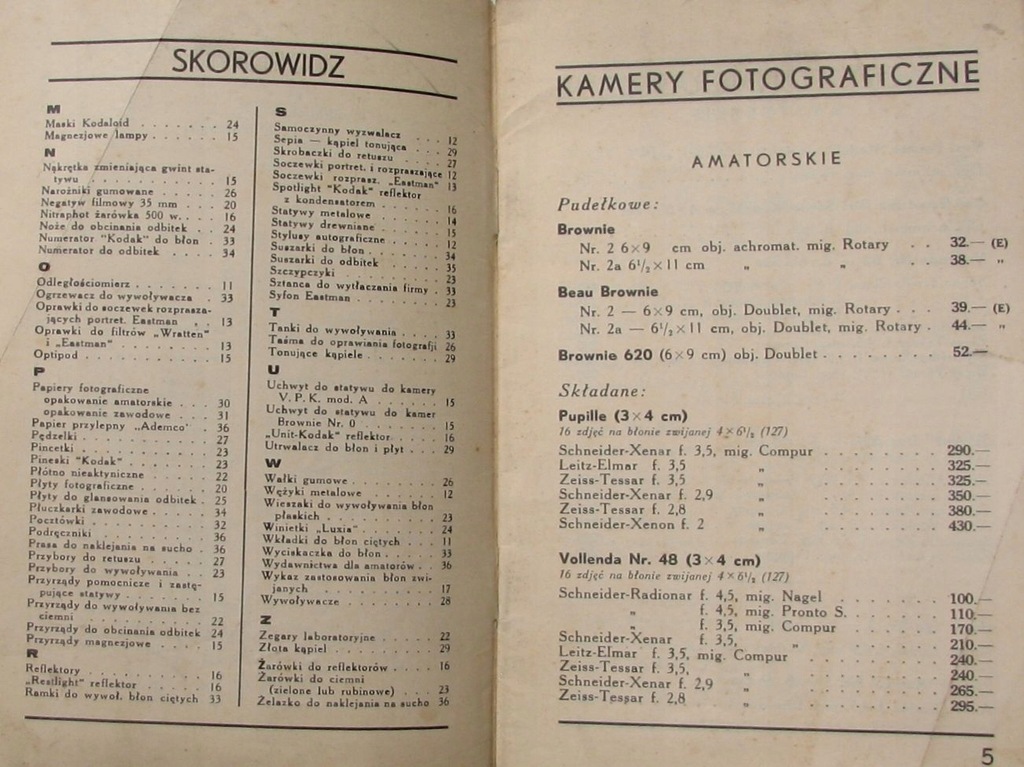 SKOROWIDZ
M
Maski Kodaloid . . . . . . . 24
Magnezjowe lampy . . . . . . 15
N
Nakrętka zmieniająca gwint sta-
tywu . . . . . . . . . . . 15
Narożniki gumowane . . . . . 26
Negatyw filmowy 35 mm . . . . 20
Nitraphot żarówka 500 w. . . . 16
Noże do obcinania odbitek . . 24
Numerator "Kodak" do błon . 33
Numerator do odbitek . . . . 34
O
Odległościomierz . . . . . . . 11
Ogrzewacz do wywoływacza . 33
Oprawki do soczewek rozprasza-
jących portret. Eastman . . 13
Oprawki do filtrów „Wratten"
i „Eastman" . . . . . . . . 13
Optipod . . . . . . . . . . . 15
P
Papiery fotograficzne
opakowanie amatorskie . . . 30
opakowanie zawodowe . . . 31
Papier przylepny „Ademco" . 36
Pędzelki . . . . . . . . . . . 27
Pincetki . . . . . . . . . . . 23
Pineski "Kodak" . . . . . . . 23
Płótno nieaktyniczne . . . . . 22
Płyty fotograficzne . . . . . . 20
Płyty do glansowania odbitek . 25
Płuczkarki zawodowe . . . . . 34
Pocztówki . . . . . . . . . . 32
Podręczniki . . . . . . . . . 36
Prasa do naklejania na sucho . 36
Przybory do retuszu . . . . . 27
Przybory do wywoływania . . 23
Przyrządy pomocnicze i zastę-
pujące statywy . . . . . . . 15
Przyrządy do wywoływania bez
ciemni . . . . . . . . . . 22
Przyrządy do obcinania odbitek 24
Przyrządy magnezjowe . . . . 15
R
Reflektory . . . . . . . . . . 16
„Restlight" reflektor . . . . . 16
Ramki do wywoł. błon ciętych 33
S
Samoczynny wyzwalacz . . . 12
Sepia — kąpiel tonująca . . . 29
Skrobaczki do retuszu . . . . 27
Soczewki portret. i rozpraszające 12
Soczewki rozprasz. „Eastman" 13
Spotlight "Kodak" reflektor
z kondensatorem . . . . . . 16
Statywy metalowe . . . . . . 14
Statywy drewniane . . . . . 14
Stylusy autograficzne . . . . . 12
Suszarki do błon . . . . . . . 34
Suszarki do odbitek . . . . . 35
Szczypczyki . . . . . . . . . 23
Sztanca do wytłaczania firmy . 33
Syfon Eastman . . . . . . . . 23
T
Tanki do wywoływania . . . . 33
Taśma do oprawiania fotografji 26
Tonujące kąpiele . . . . . . . 29
U
Uchwyt do statywu do kamery
V. P. K. mod. A . . . . . . 15
Uchwyt do statywu do kamer
Brownie Nr. 0 . . . . . . . 15
„Unit-Kodak" reflektor . . . . 16
Utrwalacz do błon i płyt . . . 29
W
Wałki gumowe . . . . . . . . 26
Wężyki metalowe . . . . . . . 12
Wieszaki do wywoływania błon
płaskich . . . . . . . . . . 23
Winietki „Luxia" . . . . . . . 24
Wkładki do błon ciętych . . . 11
Wyciskaczka do błon . . . . . 33
Wydawnictwa dla amatorów . . 36
Wykaz zastosowania błon zwi-
janych . . . . . . . . . . . 17
Wywoływacze . . . . . . . . 28
Z
Zegary laboratoryjne . . . . . 22
Złota kąpiel . . . . . . . . . 29
Żarówki do reflektorów . . . . 16
Żarówki do ciemni
(zielone lub rubinowe) . . . 23
Żelazko do naklejania na sucho 36
KAMERY FOTOGRAFICZNE
AMATORSKIE
Pudełkowe:
Brownie
Nr. 2 6×9 cm obj. achromat. mig. Rotary . . 32.— (E)
Nr. 2a 6¹/₂×11 cm „ „ . . 38.— „
Beau Brownie
Nr. 2 — 6×9 cm, obj. Doublet, mig. Rotary . . . 39.— (E)
Nr. 2a — 6¹/₂×11 cm, obj. Doublet, mig. Rotary . 44.— „
Brownie 620 (6×9 cm) obj. Doublet . . . . . . . . 52.—
Składane:
Pupille (3×4 cm)
16 zdjęć na błonie zwijanej 4×6¹/₂ (127)
Schneider-Xenar f. 3,5, mig. Compur . . . . . . . . 290.—
Leitz-Elmar f. 3,5 „ . . . . . . . . 325.—
Zeiss-Tessar f. 3,5 „ . . . . . . . . 325.—
Schneider-Xenar f. 2,9 „ . . . . . . . . 350.—
Zeiss-Tessar f. 2,8 „ . . . . . . . . 380.—
Schneider-Xenon f. 2 „ . . . . . . . . 430.—
Vollenda Nr. 48 (3×4 cm)
16 zdjęć na błonie zwijanej 4×6¹/₂ (127)
Schneider-Radionar f. 4,5, mig. Nagel . . . . . . . 100.—
„ f. 4,5, mig. Pronto S. . . . . . . 110.—
„ f. 3,5, mig. Compur . . . . . . 170.—
Schneider-Xenar f. 3,5, „ . . . . . . 210.—
Leitz-Elmar f. 3,5, mig. Compur . . . . . . . . 240.—
Zeiss-Tessar f. 3,5, „ . . . . . . . . 240.—
Schneider-Xenar f. 2,9 „ . . . . . . . . 265.—
Zeiss-Tessar f. 2,8 „ . . . . . . . . 295.—
5